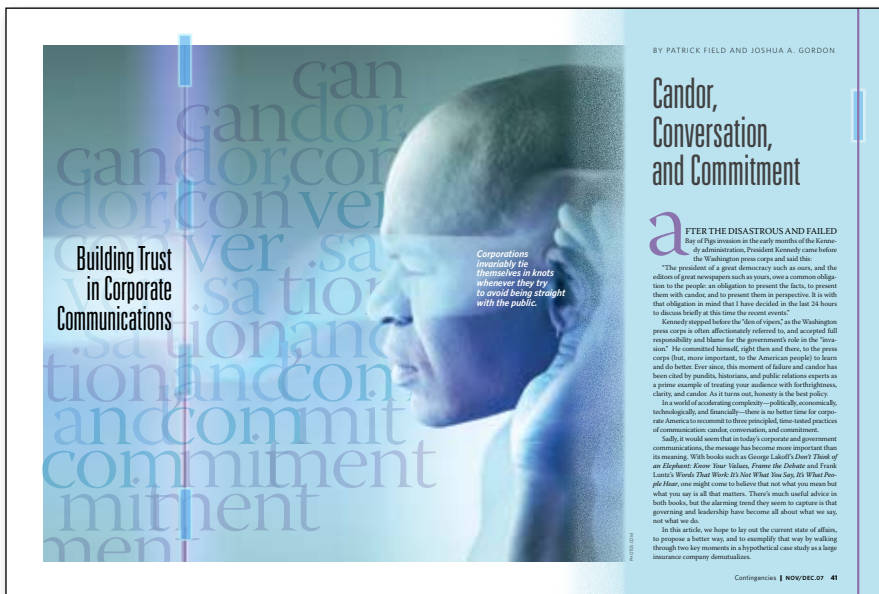 can
candor,
candor,con
dor,conver
conver sa
ver sation
sation,
tion,and
tion,andcom
andcommit
commitment
mitment
ment
Building Trust
in Corporate
Communications
Corporations
invariably tie
themselves in knots
whenever they try
to avoid being straight
with the public.
PHOTOS.COM
BY PATRICK FIELD AND JOSHUA A. GORDON
Candor,
Conversation,
and Commitment
aFTER THE DISASTROUS AND FAILED
Bay of Pigs invasion in the early months of the Kenne-
dy administration, President Kennedy came before
the Washington press corps and said this:
"The president of a great democracy such as ours, and the
editors of great newspapers such as yours, owe a common obliga-
tion to the people: an obligation to present the facts, to present
them with candor, and to present them in perspective. It is with
that obligation in mind that I have decided in the last 24 hours
to discuss briefly at this time the recent events."
Kennedy stepped before the "den of vipers," as the Washington
press corps is often affectionately referred to, and accepted full
responsibility and blame for the government's role in the "inva-
sion." He committed himself, right then and there, to the press
corps (but, more important, to the American people) to learn
and do better. Ever since, this moment of failure and candor has
been cited by pundits, historians, and public relations experts as
a prime example of treating your audience with forthrightness,
clarity, and candor. As it turns out, honesty is the best policy.
In a world of accelerating complexity—politically, economically,
technologically, and financially—there is no better time for corpo-
rate America to recommit to three principled, time-tested practices
of communication: candor, conversation, and commitment.
Sadly, it would seem that in today's corporate and government
communications, the message has become more important than
its meaning. With books such as George Lakoff's Don't Think of
an Elephant: Know Your Values, Frame the Debate and Frank
Luntz's Words That Work: It's Not What You Say, It's What Peo-
ple Hear, one might come to believe that not what you mean but
what you say is all that matters. There's much useful advice in
both books, but the alarming trend they seem to capture is that
governing and leadership have become all about what we say,
not what we do.
In this article, we hope to lay out the current state of affairs,
to propose a better way, and to exemplify that way by walking
through two key moments in a hypothetical case study as a large
insurance company demutualizes.
Contingencies | NOV/DEC.07 41